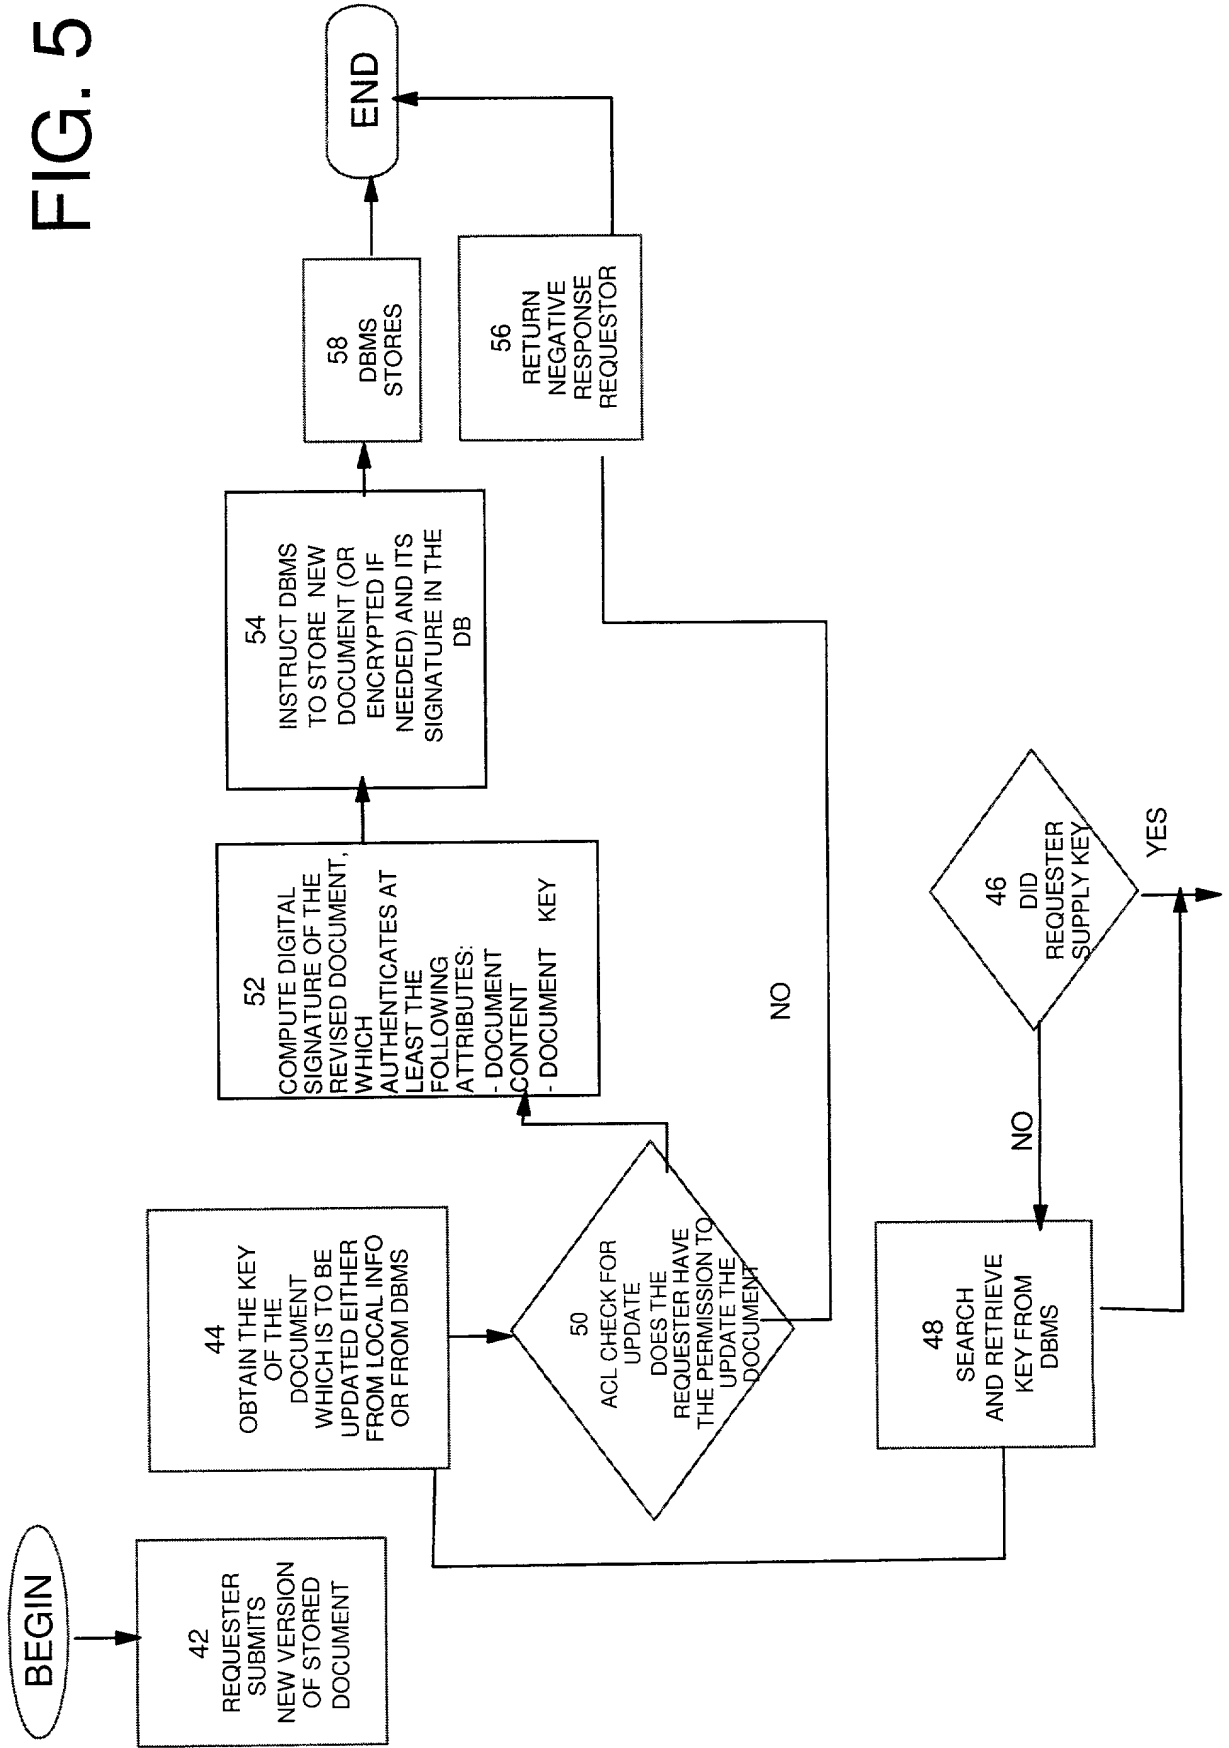 FIG. 5
BEGIN
42
REQUESTER
SUBMITS
NEW VERSION
OF STORED
DOCUMENT
44
OBTAIN THE KEY
OF THE
DOCUMENT
WHICH IS TO BE
UPDATED EITHER
FROM LOCAL INFO
OR FROM DBMS
50
ACL CHECK FOR
UPDATE
DOES THE
REQUESTER HAVE
THE PERMISSION TO
UPDATE THE
DOCUMENT
NO
52
COMPUTE DIGITAL
SIGNATURE OF THE
REVISED DOCUMENT,
WHICH
AUTHENTICATES AT
LEAST THE
FOLLOWING
ATTRIBUTES:
- DOCUMENT
CONTENT
- DOCUMENT KEY
54
INSTRUCT DBMS
TO STORE NEW
DOCUMENT (OR
ENCRYPTED IF
NEEDED) AND ITS
SIGNATURE IN THE
DB
58
DBMS
STORES
END
56
RETURN
NEGATIVE
RESPONSE
REQUESTOR
48
SEARCH
AND RETRIEVE
KEY FROM
DBMS
NO
46
DID
REQUESTER
SUPPLY KEY
YES